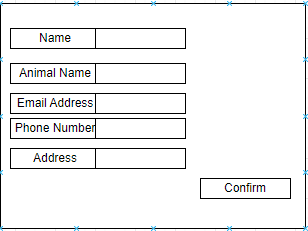 Name
Animal Name
Email Address
Phone Number
Address
Confirm